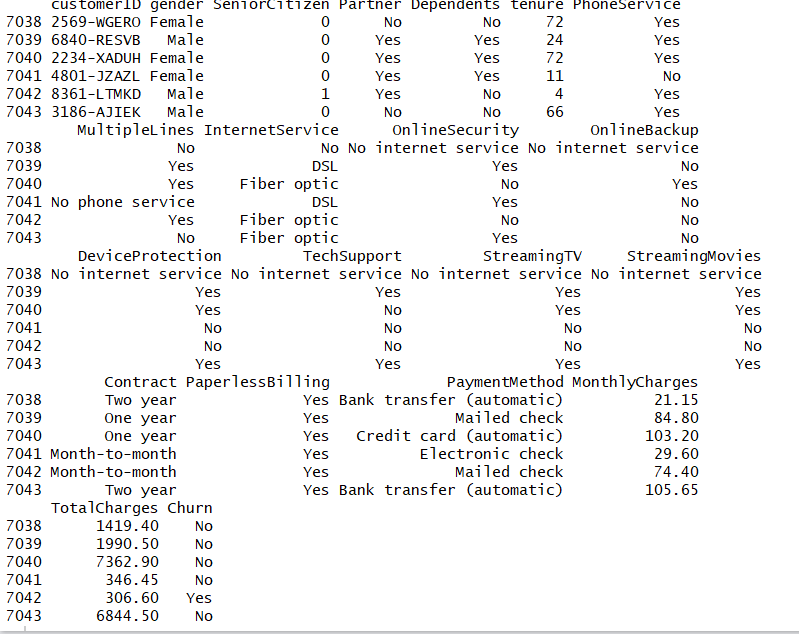 customerID gender SeniorCitizen Partner Dependents tenure PhoneService
7038 2569-WGERO Female 0 No No 72 Yes
7039 6840-RESVB Male 0 Yes Yes 24 Yes
7040 2234-XADUH Female 0 Yes Yes 72 Yes
7041 4801-JZAZL Female 0 Yes Yes 11 No
7042 8361-LTMKD Male 1 Yes No 4 Yes
7043 3186-AJIEK Male 0 No No 66 Yes
MultipleLines InternetService OnlineSecurity OnlineBackup
7038 No No No internet service No internet service
7039 Yes DSL Yes No
7040 Yes Fiber optic No Yes
7041 No phone service DSL Yes No
7042 Yes Fiber optic No No
7043 No Fiber optic Yes No
DeviceProtection TechSupport StreamingTV StreamingMovies
7038 No internet service No internet service No internet service No internet service
7039 Yes Yes Yes Yes
7040 Yes No Yes Yes
7041 No No No No
7042 No No No No
7043 Yes Yes Yes Yes
Contract PaperlessBilling PaymentMethod MonthlyCharges
7038 Two year Yes Bank transfer (automatic) 21.15
7039 One year Yes Mailed check 84.80
7040 One year Yes Credit card (automatic) 103.20
7041 Month-to-month Yes Electronic check 29.60
7042 Month-to-month Yes Mailed check 74.40
7043 Two year Yes Bank transfer (automatic) 105.65
TotalCharges Churn
7038 1419.40 No
7039 1990.50 No
7040 7362.90 No
7041 346.45 No
7042 306.60 Yes
7043 6844.50 No